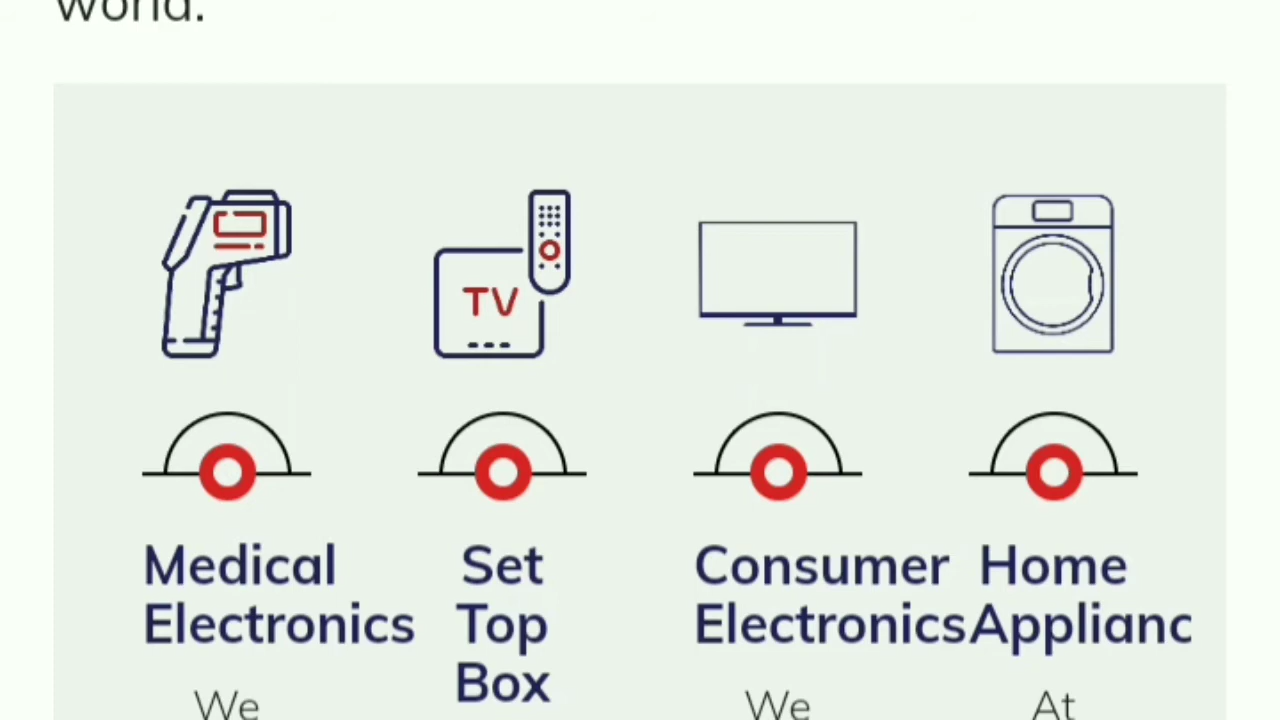 world.
TV
Medical
Electronics
Set
Top
Box
Consumer
Electronics
Home
Applianc
We
We
At